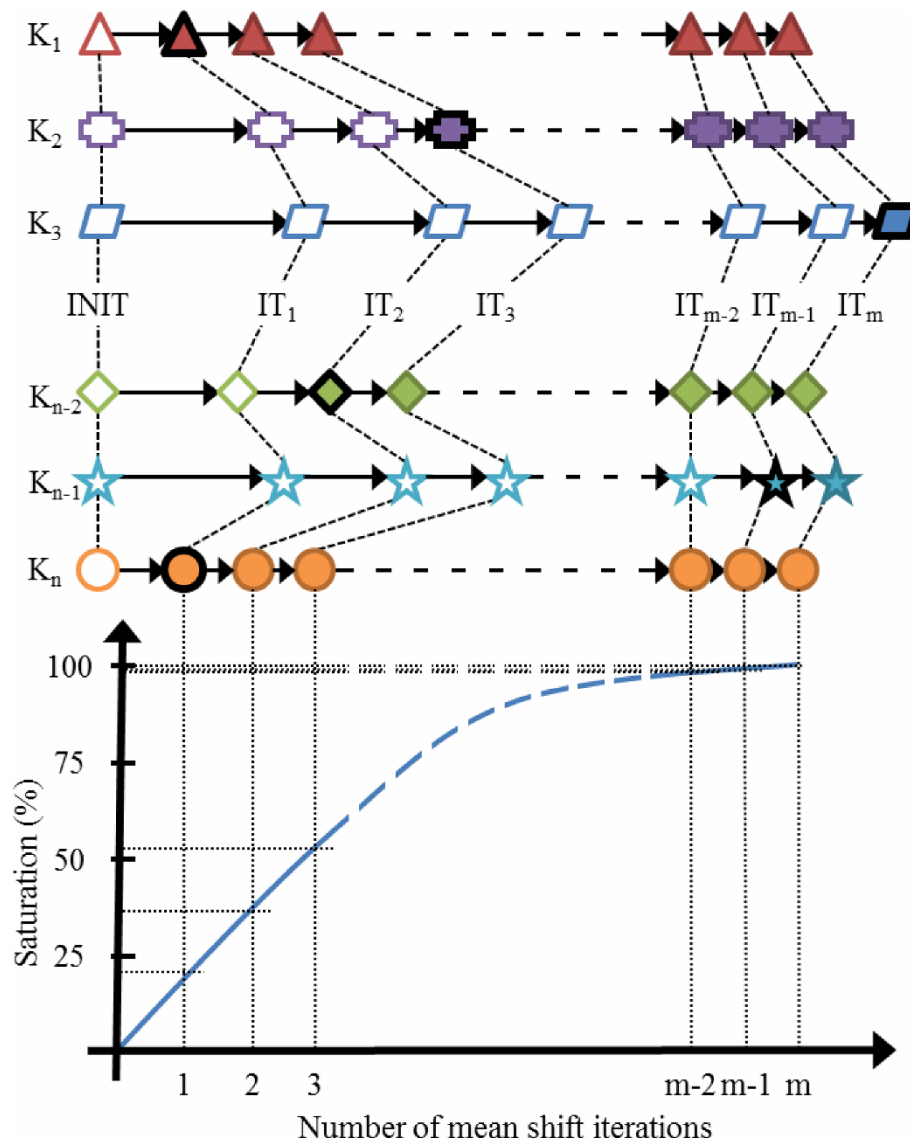 K1
K2
K3
INIT IT1 IT2 IT3 ITm-2 ITm-1 ITm
Kn-2
Kn-1
Kn
100
75
50
25
Saturation (%)
1 2 3 m-2 m-1 m
Number of mean shift iterations